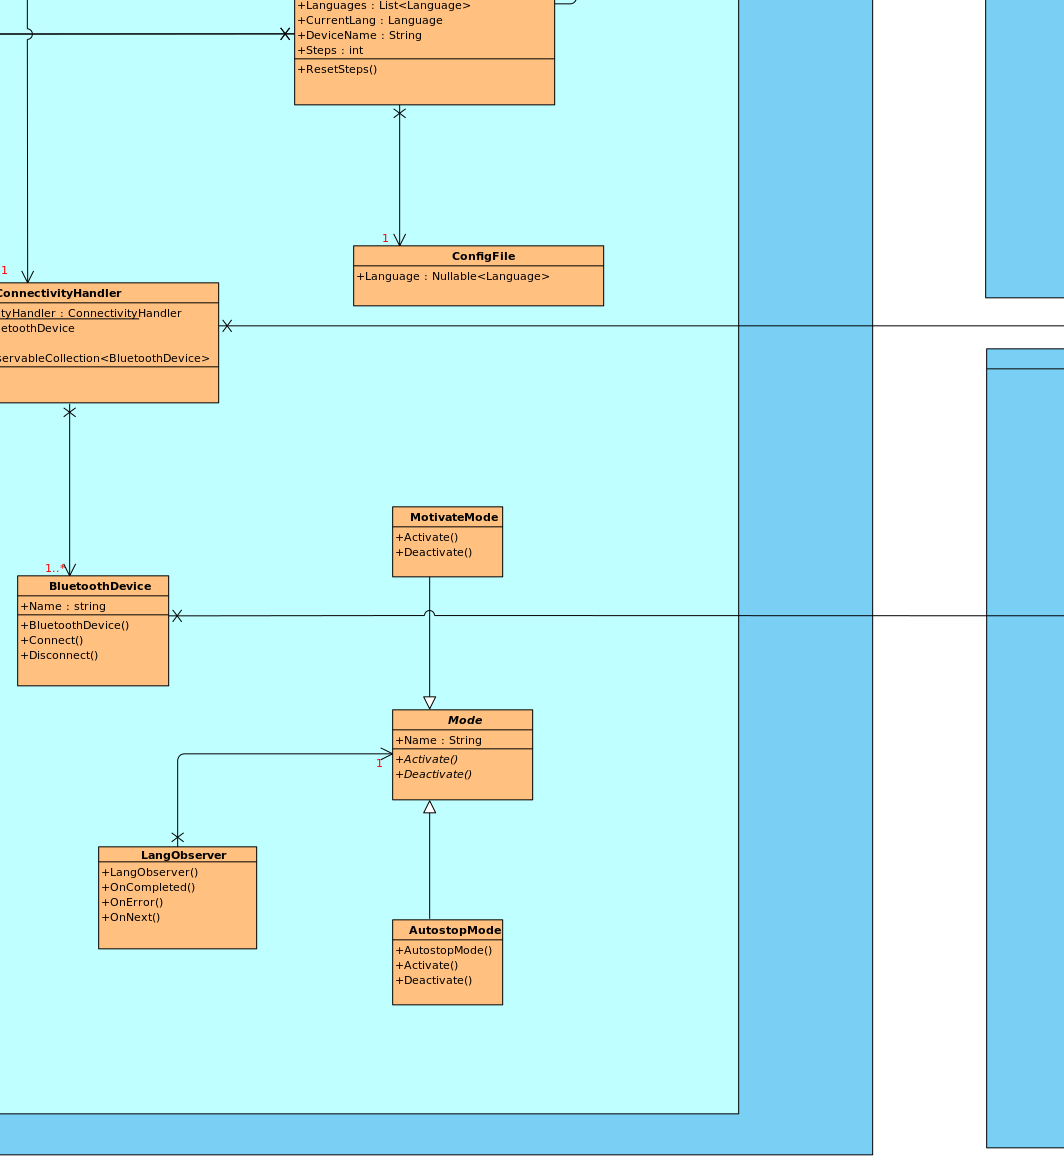 +Languages : List<Language>
+CurrentLang : Language
+DeviceName : String
+Steps : int
+ResetSteps()
1
ConfigFile
+Language : Nullable<Language>
1
ConnectivityHandler
tyHandler : ConnectivityHandler
etoothDevice
servableCollection<BluetoothDevice>
MotivateMode
+Activate()
+Deactivate()
1..*
BluetoothDevice
+Name : string
+BluetoothDevice()
+Connect()
+Disconnect()
Mode
+Name : String
+Activate()
+Deactivate()
1
LangObserver
+LangObserver()
+OnCompleted()
+OnError()
+OnNext()
AutostopMode
+AutostopMode()
+Activate()
+Deactivate()